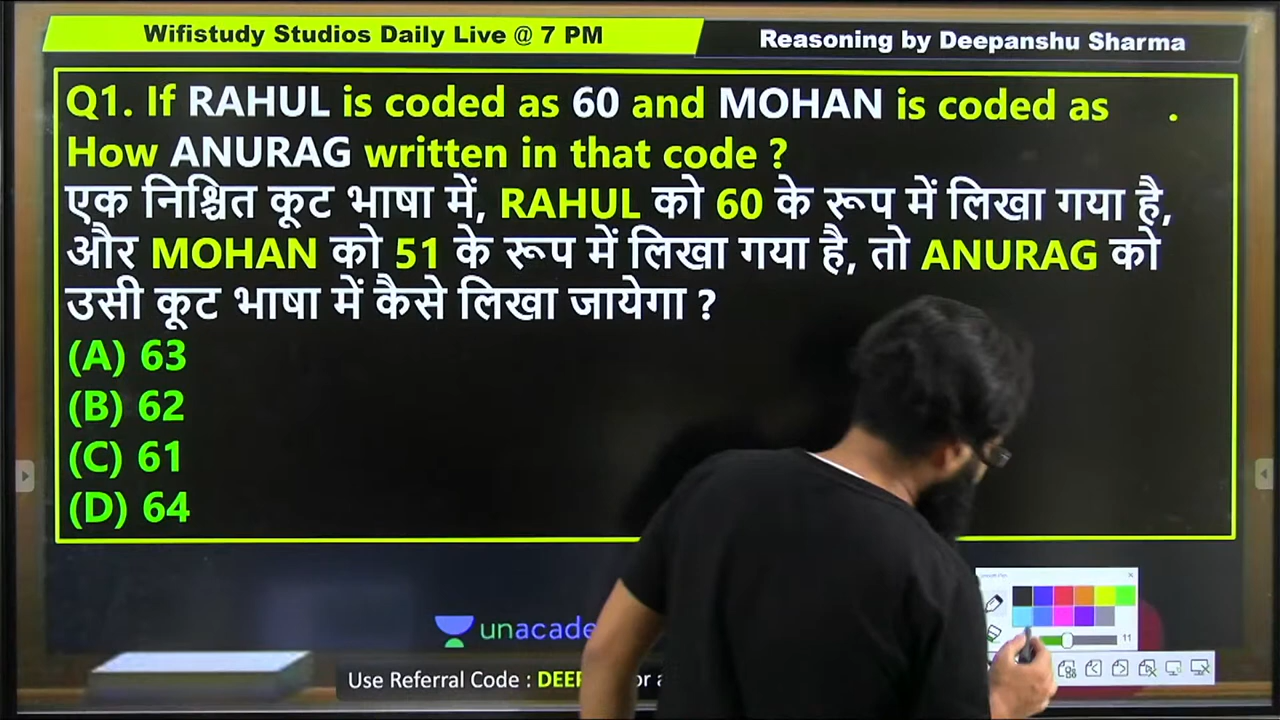 Wifistudy Studios Daily Live @ 7 PM
Reasoning by Deepanshu Sharma
Q1. If RAHUL is coded as 60 and MOHAN is coded as .
How ANURAG written in that code ?
एक निश्चित कूट भाषा में, RAHUL को 60 के रूप में लिखा गया है,
और MOHAN को 51 के रूप में लिखा गया है, तो ANURAG को
उसी कूट भाषा में कैसे लिखा जायेगा ?
(A) 63
(B) 62
(C) 61
(D) 64
11
Use Referral Code :